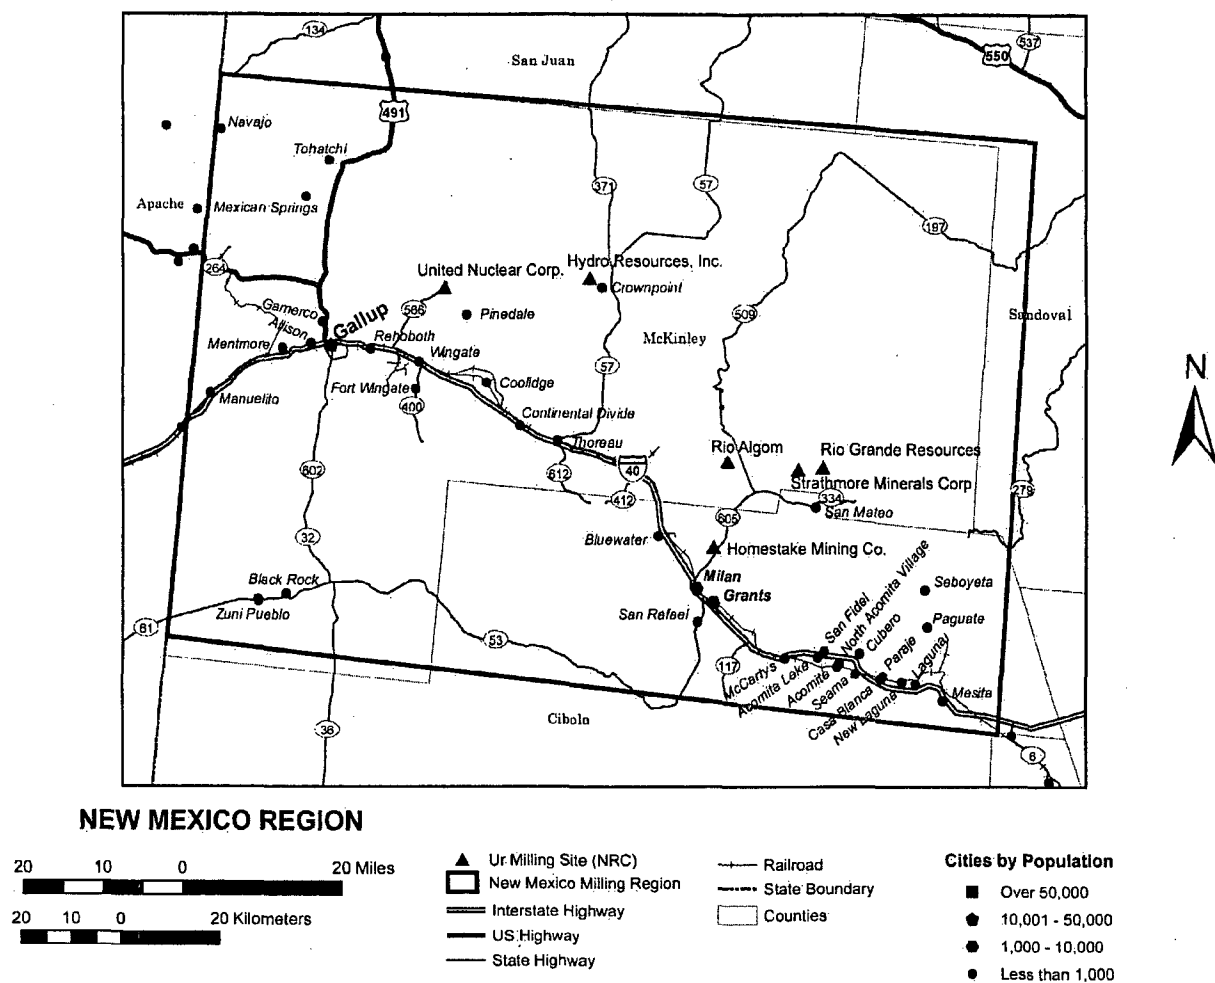 134
537
550
San Juan
491
Navajo
Tohatchi
371
57
Apache
Mexican Springs
197
264
Hydro Resources, Inc.
United Nuclear Corp.
Crownpoint
Gamerco
566
Pinedale
509
Sandoval
Allison
Gallup
McKinley
Mentmore
Rehoboth
Wingate
57
Fort Wingate
Coolidge
Manuelito
400
Continental Divide
Thoreau
Rio Algom
Rio Grande Resources
602
612
40
Strathmore Minerals Corp
412
334
279
San Mateo
605
32
Bluewater
Homestake Mining Co.
Black Rock
Milan
Seboyeta
Zuni Pueblo
Grants
San Rafael
San Fidel
North Acomita Village
Cubero
Paguate
61
53
Paraje
Laguna
117
McCartys
Acomita Lake
Acomita
Seama
Casa Blanca
New Laguna
Mesita
Cibola
36
6
N
NEW MEXICO REGION
20 10 0 20 Miles
20 10 0 20 Kilometers
Ur Milling Site (NRC)
New Mexico Milling Region
Interstate Highway
US Highway
State Highway
Railroad
State Boundary
Counties
Cities by Population
Over 50,000
10,001 - 50,000
1,000 - 10,000
Less than 1,000